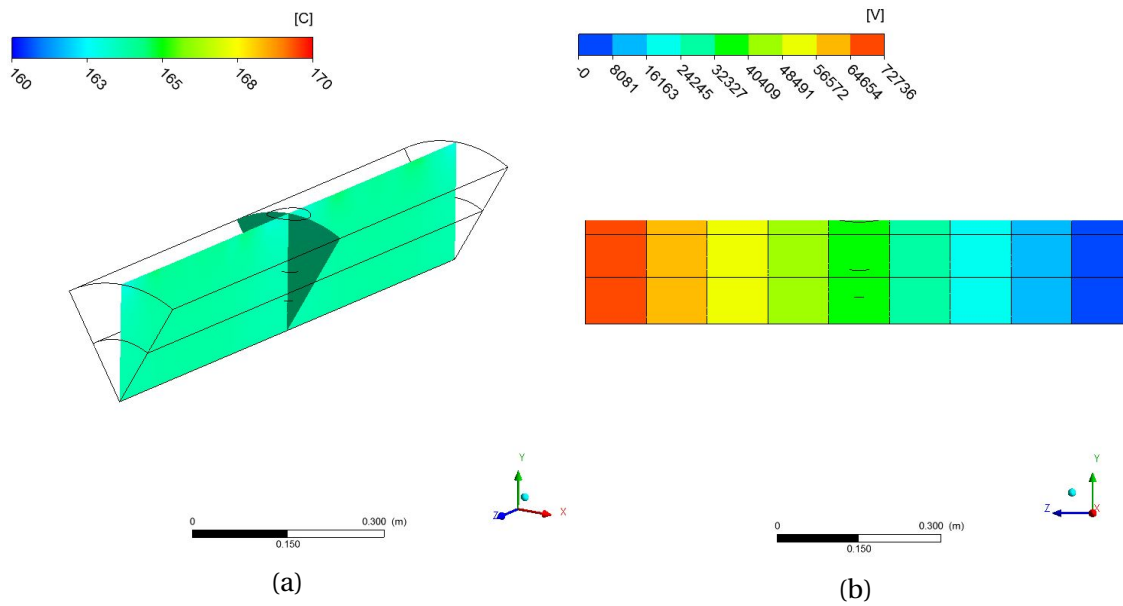 [C]
160
163
165
168
170
Y
X
Z
0
0.300 (m)
0.150
(a)
[V]
-0
8081
16163
24245
32327
40409
48491
56572
64654
72736
Y
Z
X
0
0.300 (m)
0.150
(b)